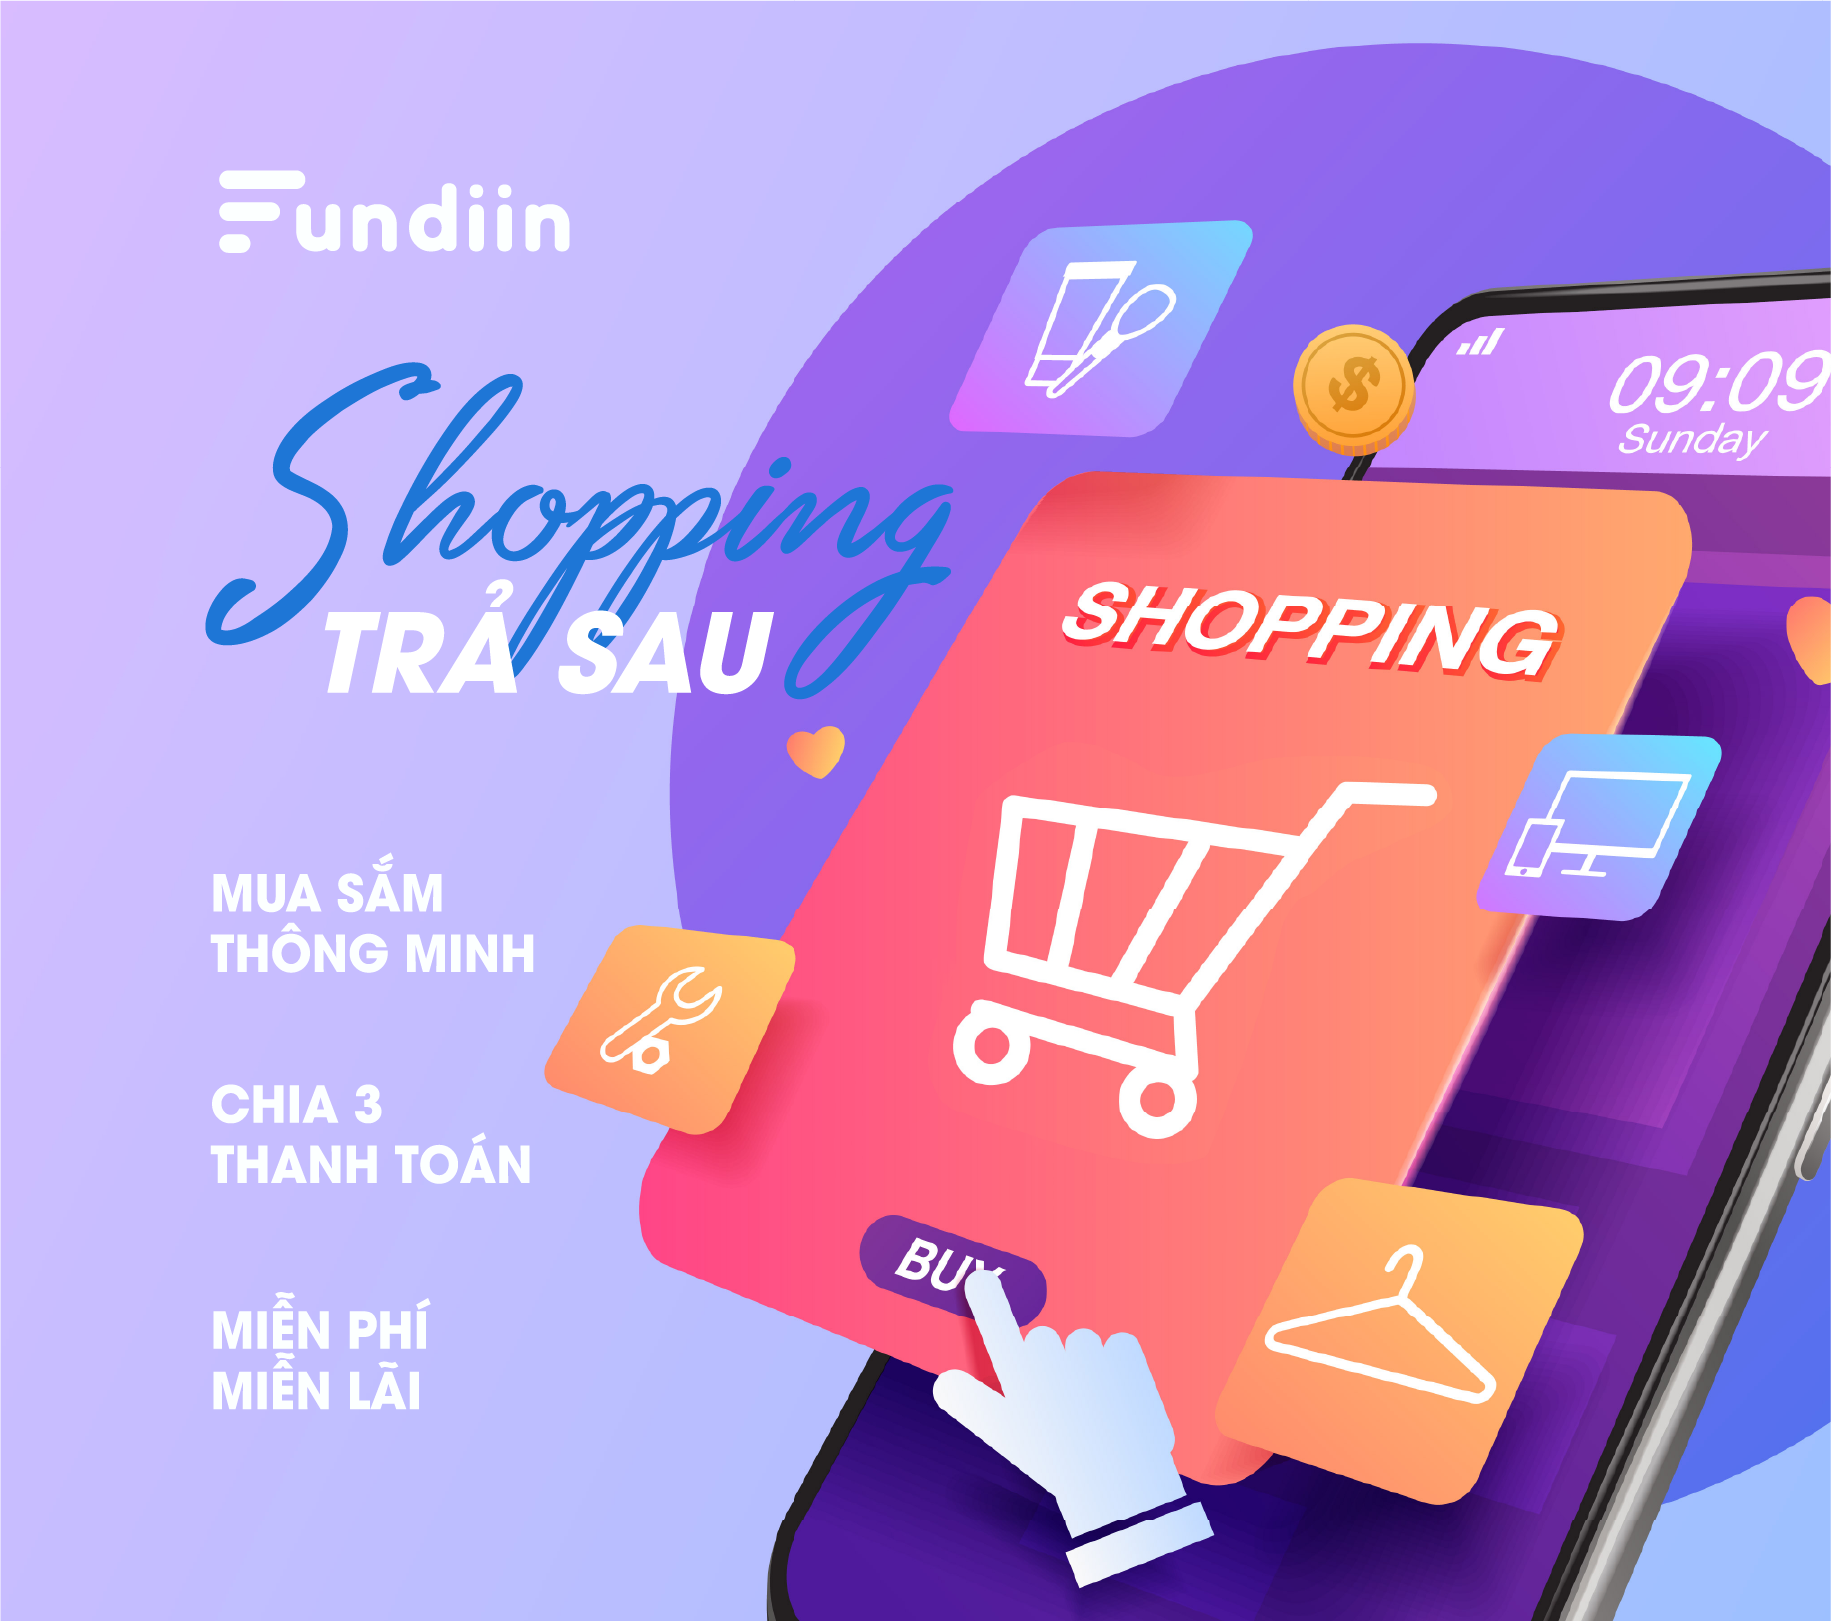 Fundiin
Shopping
TRẢ SAU
MUA SẮM
THÔNG MINH
CHIA 3
THANH TOÁN
MIỄN PHÍ
MIỄN LÃI
09:09
Sunday
SHOPPING
BUY